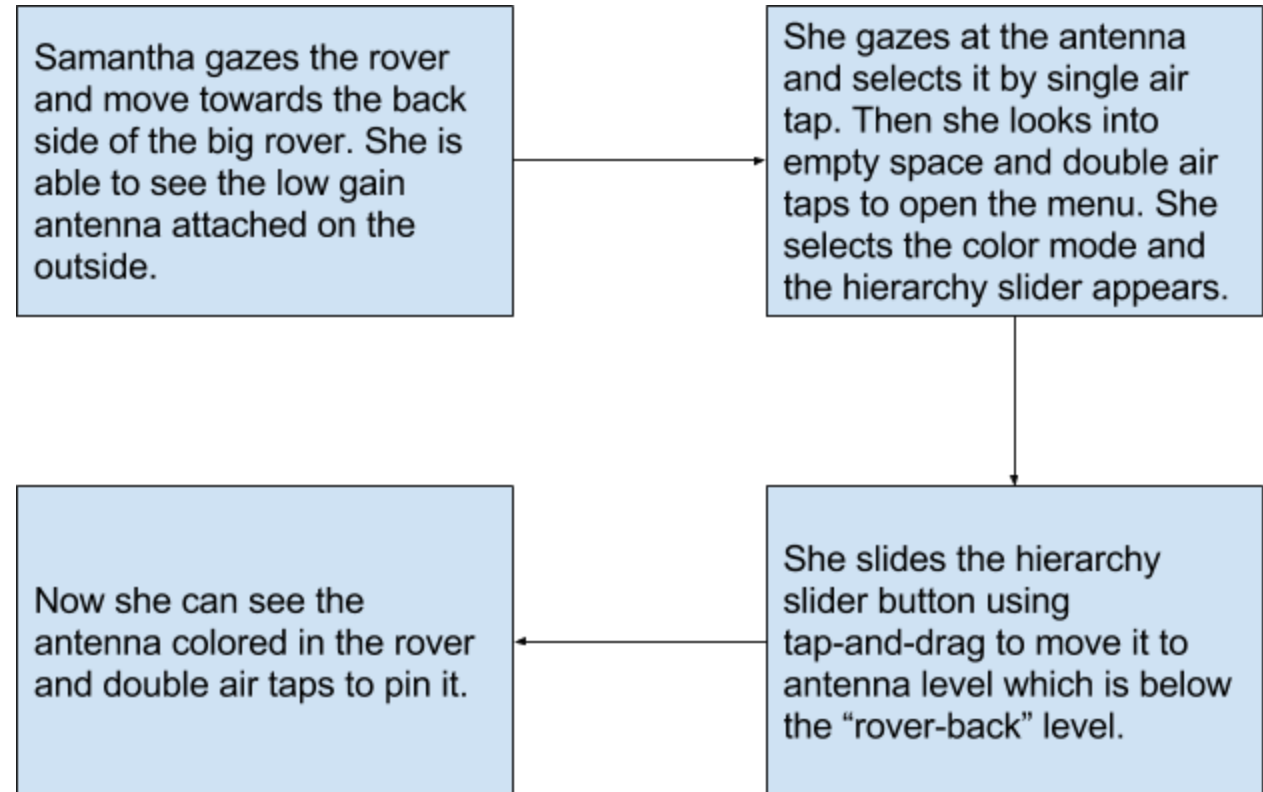 Samantha gazes the rover
and move towards the back
side of the big rover. She is
able to see the low gain
antenna attached on the
outside.
She gazes at the antenna
and selects it by single air
tap. Then she looks into
empty space and double air
taps to open the menu. She
selects the color mode and
the hierarchy slider appears.
She slides the hierarchy
slider button using
tap-and-drag to move it to
antenna level which is below
the “rover-back” level.
Now she can see the
antenna colored in the rover
and double air taps to pin it.